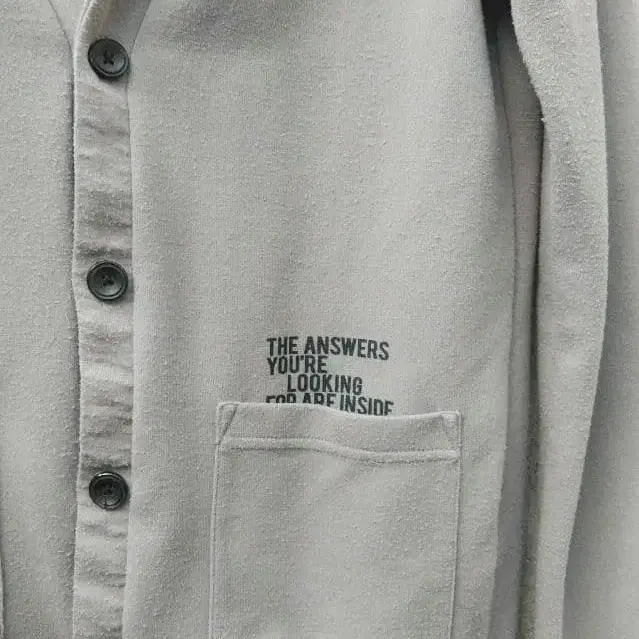 THE ANSWERS
YOU'RE
LOOKING
FOR ARE INSIDE